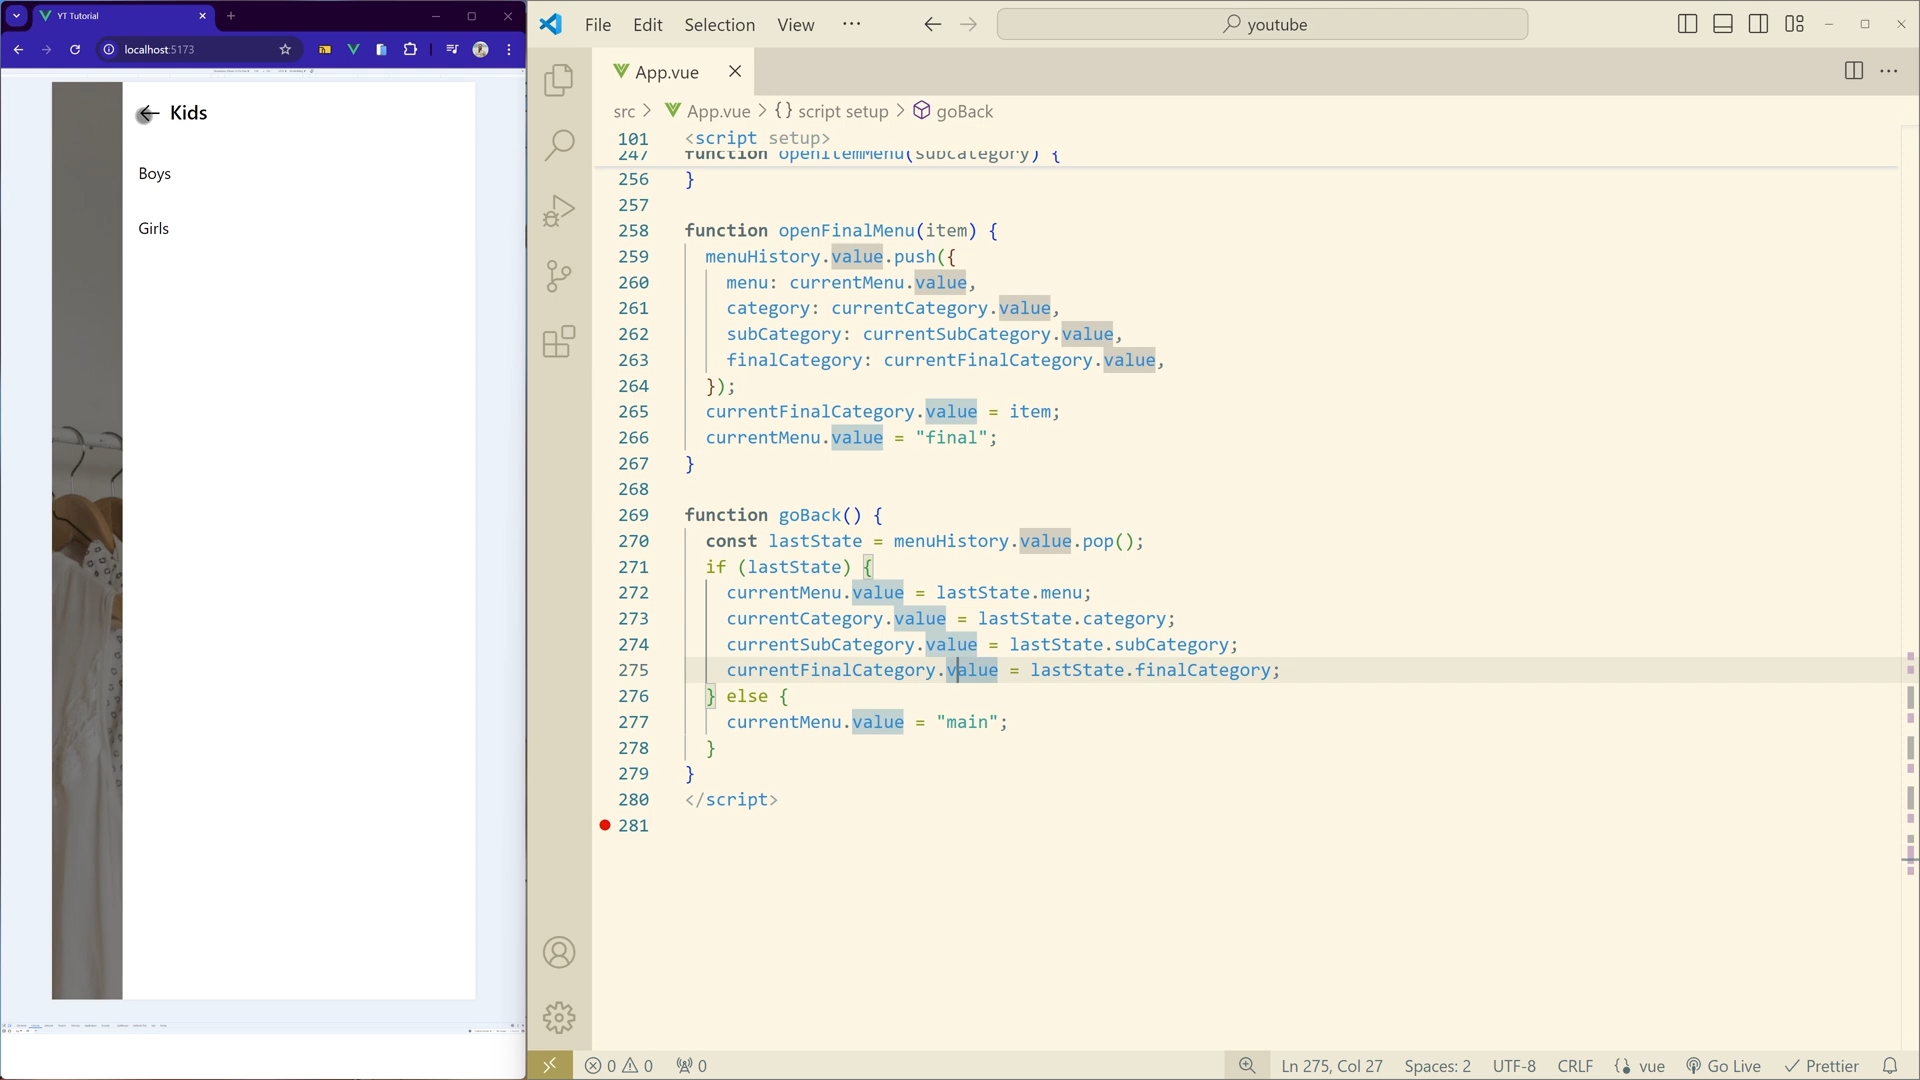 YT Tutorial
localhost:5173
Kids
Boys
Girls
File Edit Selection View ···
youtube
App.vue
src > App.vue > {} script setup > goBack
101 <script setup>
247 function openItemMenu(subcategory) {
256 }
257
258 function openFinalMenu(item) {
259 menuHistory.value.push({
260 menu: currentMenu.value,
261 category: currentCategory.value,
262 subCategory: currentSubCategory.value,
263 finalCategory: currentFinalCategory.value,
264 });
265 currentFinalCategory.value = item;
266 currentMenu.value = "final";
267 }
268
269 function goBack() {
270 const lastState = menuHistory.value.pop();
271 if (lastState) {
272 currentMenu.value = lastState.menu;
273 currentCategory.value = lastState.category;
274 currentSubCategory.value = lastState.subCategory;
275 currentFinalCategory.value = lastState.finalCategory;
276 } else {
277 currentMenu.value = "main";
278 }
279 }
280 </script>
281
0 0 0 Ln 275, Col 27 Spaces: 2 UTF-8 CRLF vue Go Live Prettier